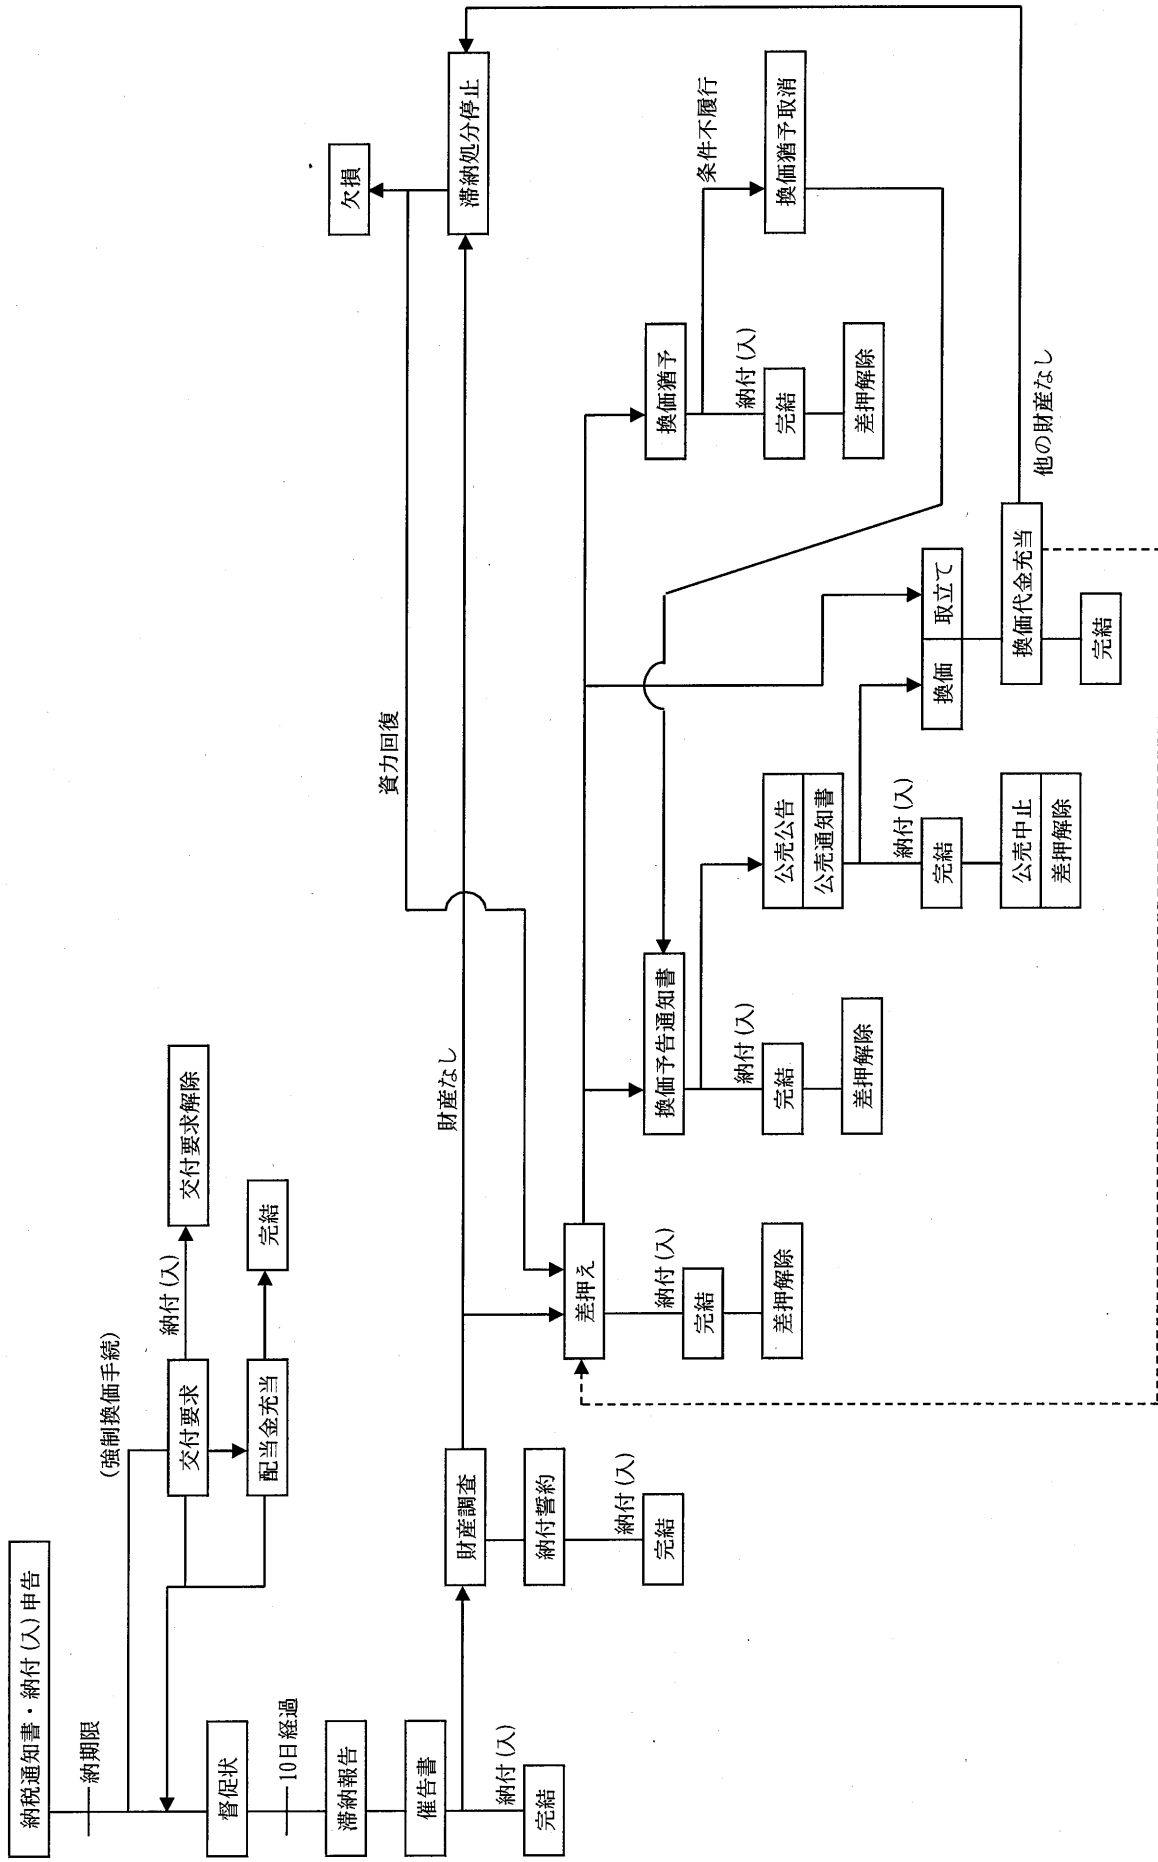 納税通知書・納付(入)申告
納期限
督促状
10日経過
滞納報告
催告書
納付(入)
完結
(強制換価手続)
交付要求
納付(入)
交付要求解除
配当金充当
完結
財産調査
納付誓約
納付(入)
完結
財産なし
資力回復
滞納処分停止
欠損
差押え
納付(入)
完結
差押解除
換価予告通知書
納付(入)
完結
差押解除
公売公告
公売通知書
納付(入)
完結
公売中止
差押解除
換価
取立て
換価代金充当
完結
他の財産なし
換価猶予
納付(入)
完結
差押解除
条件不履行
換価猶予取消